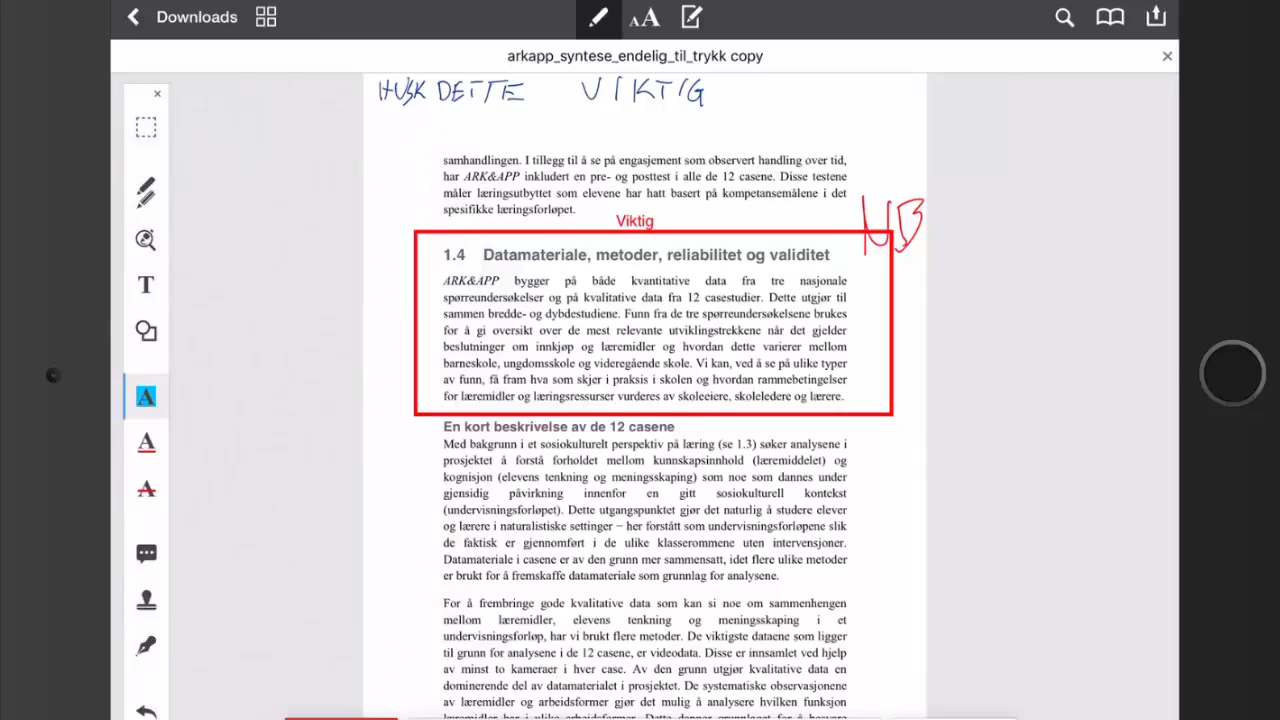 Downloads
AA
arkapp_syntese_endelig_til_trykk copy
HUSK DETTE VIKTIG
samhandlingen. I tillegg til å se på engasjement som observert handling over tid,
har ARK&APP inkludert en pre- og posttest i alle de 12 casene. Disse testene
måler læringsutbyttet som elevene har hatt basert på kompetansemålene i det
spesifikke læringsforløpet.
Viktig
NB
1.4 Datamateriale, metoder, reliabilitet og validitet
ARK&APP bygger på både kvantitative data fra tre nasjonale
spørreundersøkelser og på kvalitative data fra 12 casestudier. Dette utgjør til
sammen bredde- og dybdestudiene. Funn fra de tre spørreundersøkelsene brukes
for å gi oversikt over de mest relevante utviklingstrekkene når det gjelder
beslutninger om innkjøp og læremidler og hvordan dette varierer mellom
barneskole, ungdomsskole og videregående skole. Vi kan, ved å se på ulike typer
av funn, få fram hva som skjer i praksis i skolen og hvordan rammebetingelser
for læremidler og læringsressurser vurderes av skoleeiere, skoleledere og lærere.
En kort beskrivelse av de 12 casene
Med bakgrunn i et sosiokulturelt perspektiv på læring (se 1.3) søker analysene i
prosjektet å forstå forholdet mellom kunnskapsinnhold (læremiddelet) og
kognisjon (elevens tenkning og meningsskaping) som noe som dannes under
gjensidig påvirkning innenfor en gitt sosiokulturell kontekst
(undervisningsforløpet). Dette utgangspunktet gjør det naturlig å studere elever
og lærere i naturalistiske settinger – her forstått som undervisningsforløpene slik
de faktisk er gjennomført i de ulike klasserommene uten intervensjoner.
Datamateriale i casene er av den grunn mer sammensatt, idet flere ulike metoder
er brukt for å fremskaffe datamateriale som grunnlag for analysene.
For å frembringe gode kvalitative data som kan si noe om sammenhengen
mellom læremidler, elevens tenkning og meningsskaping i et
undervisningsforløp, har vi brukt flere metoder. De viktigste dataene som ligger
til grunn for analysene i de 12 casene, er videodata. Disse er innsamlet ved hjelp
av minst to kameraer i hver case. Av den grunn utgjør kvalitative data en
dominerende del av datamaterialet i prosjektet. De systematiske observasjonene
av læremidler og arbeidsformer gjør det mulig å analysere hvilken funksjon
T
A
A
A